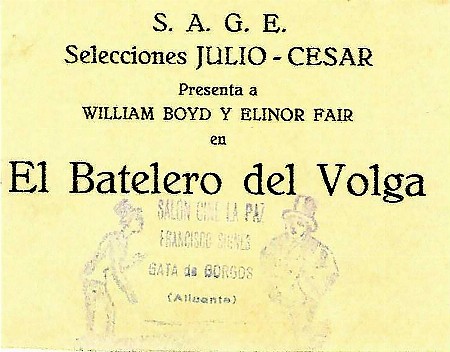 S. A. G. E.
Selecciones JULIO - CESAR
Presenta a
WILLIAM BOYD Y ELINOR FAIR
en
El Batelero del Volga
SALON CINE LA PAZ
FRANCISCO SIGNES
GATA de GORGOS
(Alicante)